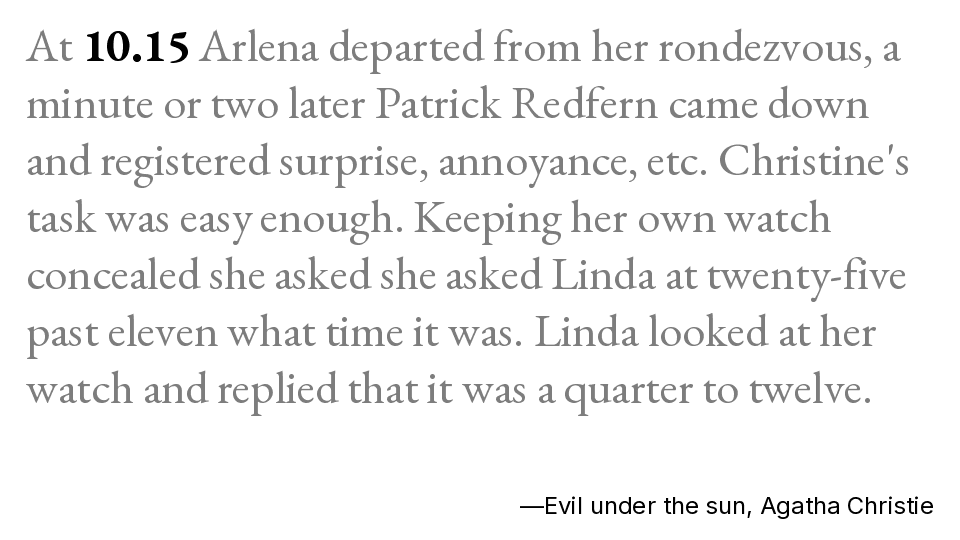 At 10.15 Arlena departed from her rondezvous, a
minute or two later Patrick Redfern came down
and registered surprise, annoyance, etc. Christine's
task was easy enough. Keeping her own watch
concealed she asked she asked Linda at twenty-five
past eleven what time it was. Linda looked at her
watch and replied that it was a quarter to twelve.
—Evil under the sun, Agatha Christie